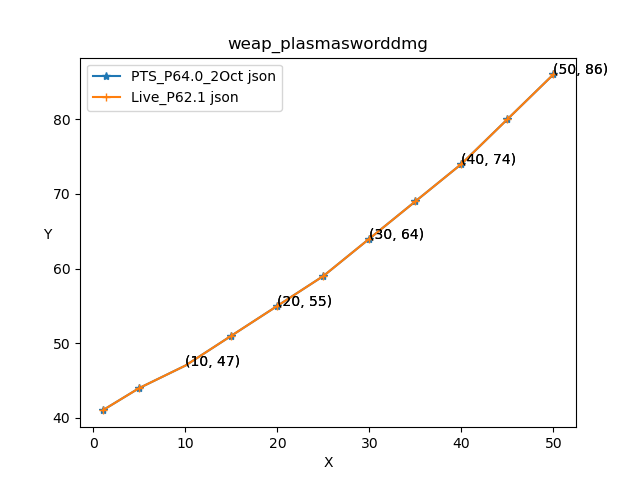 weap_plasmasworddmg
PTS_P64.0_2Oct json
Live_P62.1 json
(50, 86)
(40, 74)
(30, 64)
(20, 55)
(10, 47)
80
70
60
50
40
Y
0 10 20 30 40 50
X